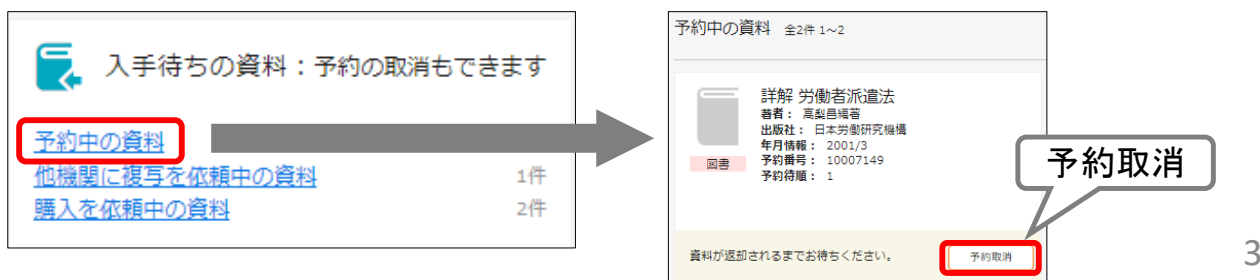 入手待ちの資料：予約の取消もできます
予約中の資料
他機関に複写を依頼中の資料 1件
購入を依頼中の資料 2件
予約中の資料 全2件 1～2
詳解 労働者派遣法
著者： 高梨昌編著
出版社： 日本労働研究機構
年月情報： 2001/3
図書
予約番号： 10007149
予約待順： 1
予約取消
資料が返却されるまでお待ちください。 予約取消
3